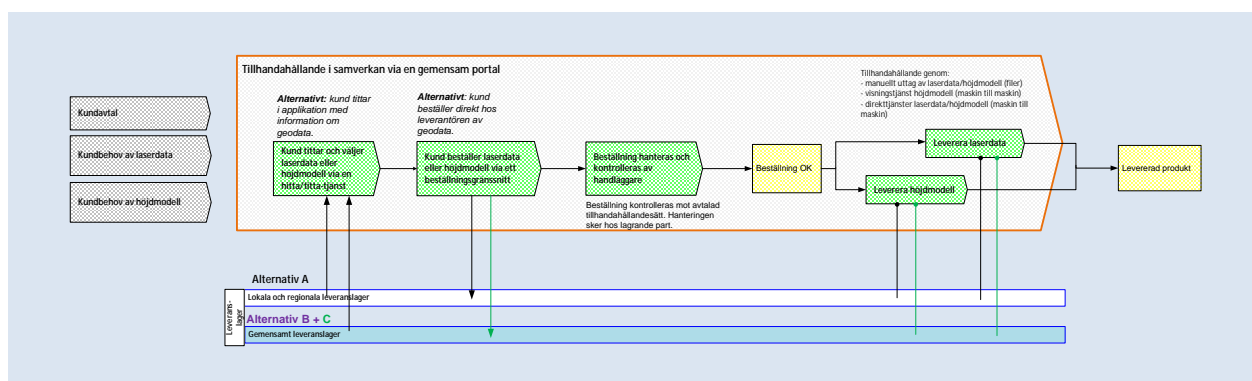 Tillhandahållande i samverkan via en gemensam portal
Alternativt: kund tittar
i applikation med
information om
geodata.
Alternativt: kund
beställer direkt hos
leverantören av
geodata.
Tillhandahållande genom:
- manuellt uttag av laserdata/höjdmodell (filer)
- visningstjänst höjdmodell (maskin till maskin)
- direkttjänster laserdata/höjdmodell (maskin till
maskin)
Kundavtal
Kundbehov av laserdata
Kundbehov av höjdmodell
Kund tittar och väljer
laserdata eller
höjdmodell via en
hitta/titta-tjänst
Kund beställer laserdata
eller höjdmodell via ett
beställningsgränssnitt
Beställning hanteras och
kontrolleras av
handläggare
Beställning OK
Leverera laserdata
Leverera höjdmodell
Levererad produkt
Beställning kontrolleras mot avtalad
tillhandahållandesätt. Hanteringen
sker hos lagrande part.
Alternativ A
Leverans-
lager
Lokala och regionala leveranslager
Alternativ B + C
Gemensamt leveranslager